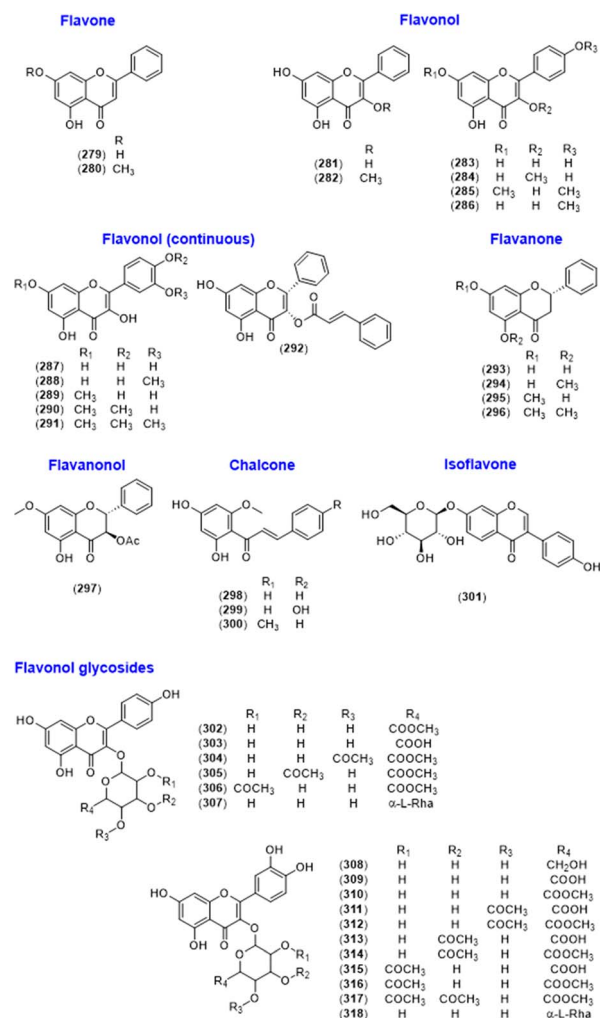 Flavone
Flavonol
RO
O
OH
O
R
(279) H
(280) CH3
HO
O
OR
OH
O
R
(281) H
(282) CH3
R1O
O
OR3
OR2
OH
O
R1 R2 R3
(283) H H H
(284) H CH3 H
(285) CH3 H CH3
(286) H H CH3
Flavonol (continuous)
Flavanone
R1O
O
OR2
OR3
OH
OH
O
R1 R2 R3
(287) H H H
(288) H H CH3
(289) CH3 H H
(290) CH3 CH3 H
(291) CH3 CH3 CH3
HO
O
O
O
OH
O
(292)
R1O
O
OR2
O
R1 R2
(293) H H
(294) H CH3
(295) CH3 H
(296) CH3 CH3
Flavanonol
Chalcone
Isoflavone
O
O
OAc
OH
O
(297)
HO
O
R
OH
O
R1 R2
(298) H H
(299) H OH
(300) CH3 H
HO
O
O
O
HO
OH
OH
O
OH
(301)
Flavonol glycosides
HO
O
OH
O
OH
O
O
O-R1
O-R2
R4
O
R3
R1 R2 R3 R4
(302) H H H COOCH3
(303) H H H COOH
(304) H H COCH3 COOCH3
(305) H COCH3 H COOCH3
(306) COCH3 H H COOCH3
(307) H H H α-L-Rha
HO
O
OH
OH
O
OH
O
O
O-R1
O-R2
R4
O
R3
R1 R2 R3 R4
(308) H H H CH2OH
(309) H H H COOH
(310) H H H COOCH3
(311) H H COCH3 COOH
(312) H H COCH3 COOCH3
(313) H COCH3 H COOH
(314) H COCH3 H COOCH3
(315) COCH3 H H COOH
(316) COCH3 H H COOCH3
(317) COCH3 COCH3 H COOCH3
(318) H H H α-L-Rha